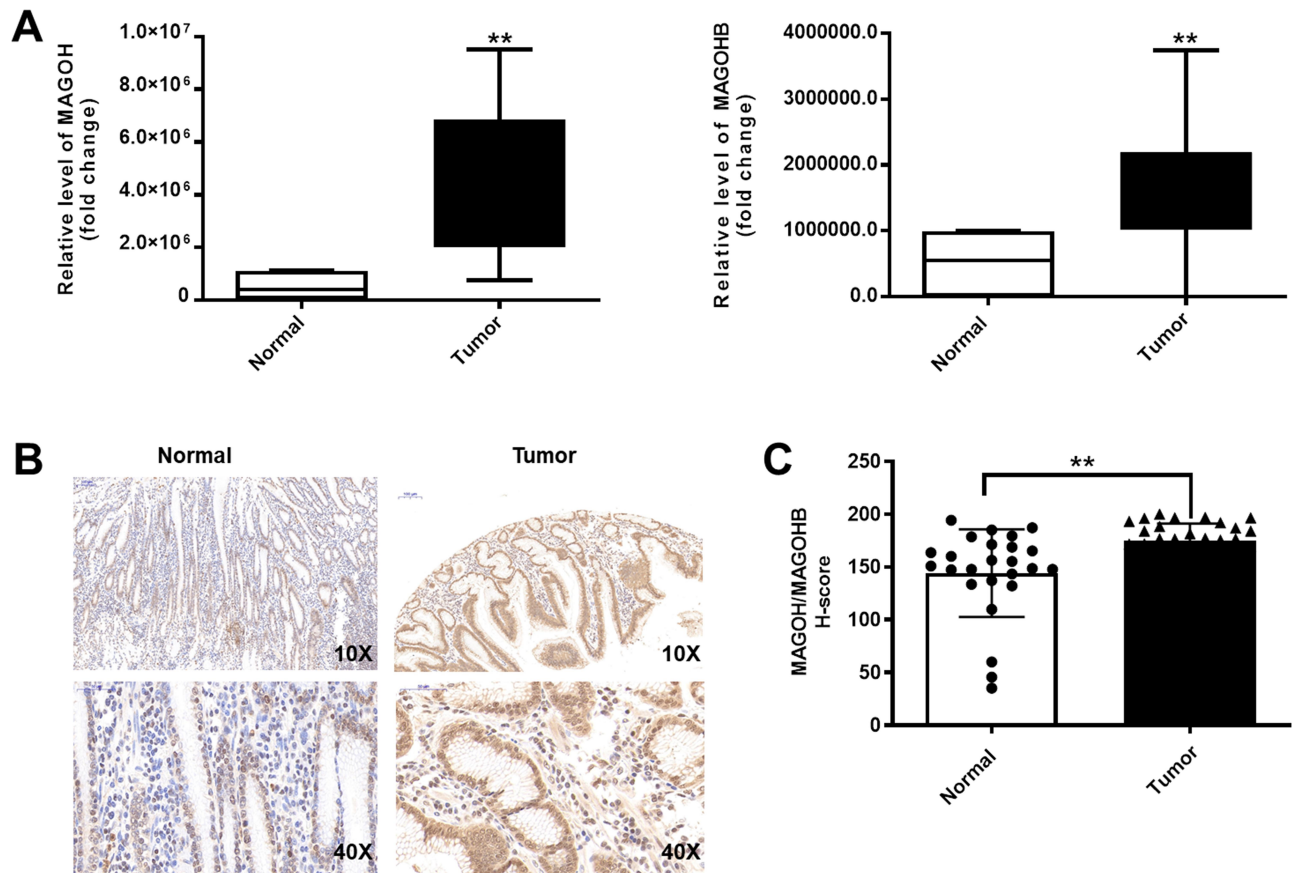 A
Relative level of MAGOH
(fold change)
1.0×10⁷
8.0×10⁶
6.0×10⁶
4.0×10⁶
2.0×10⁶
0
**
Normal
Tumor
Relative level of MAGOHB
(fold change)
4000000.0
3000000.0
2000000.0
1000000.0
0.0
**
Normal
Tumor
B
Normal
Tumor
10X
10X
40X
40X
C
MAGOH/MAGOHB
H-score
250
200
150
100
50
0
**
Normal
Tumor